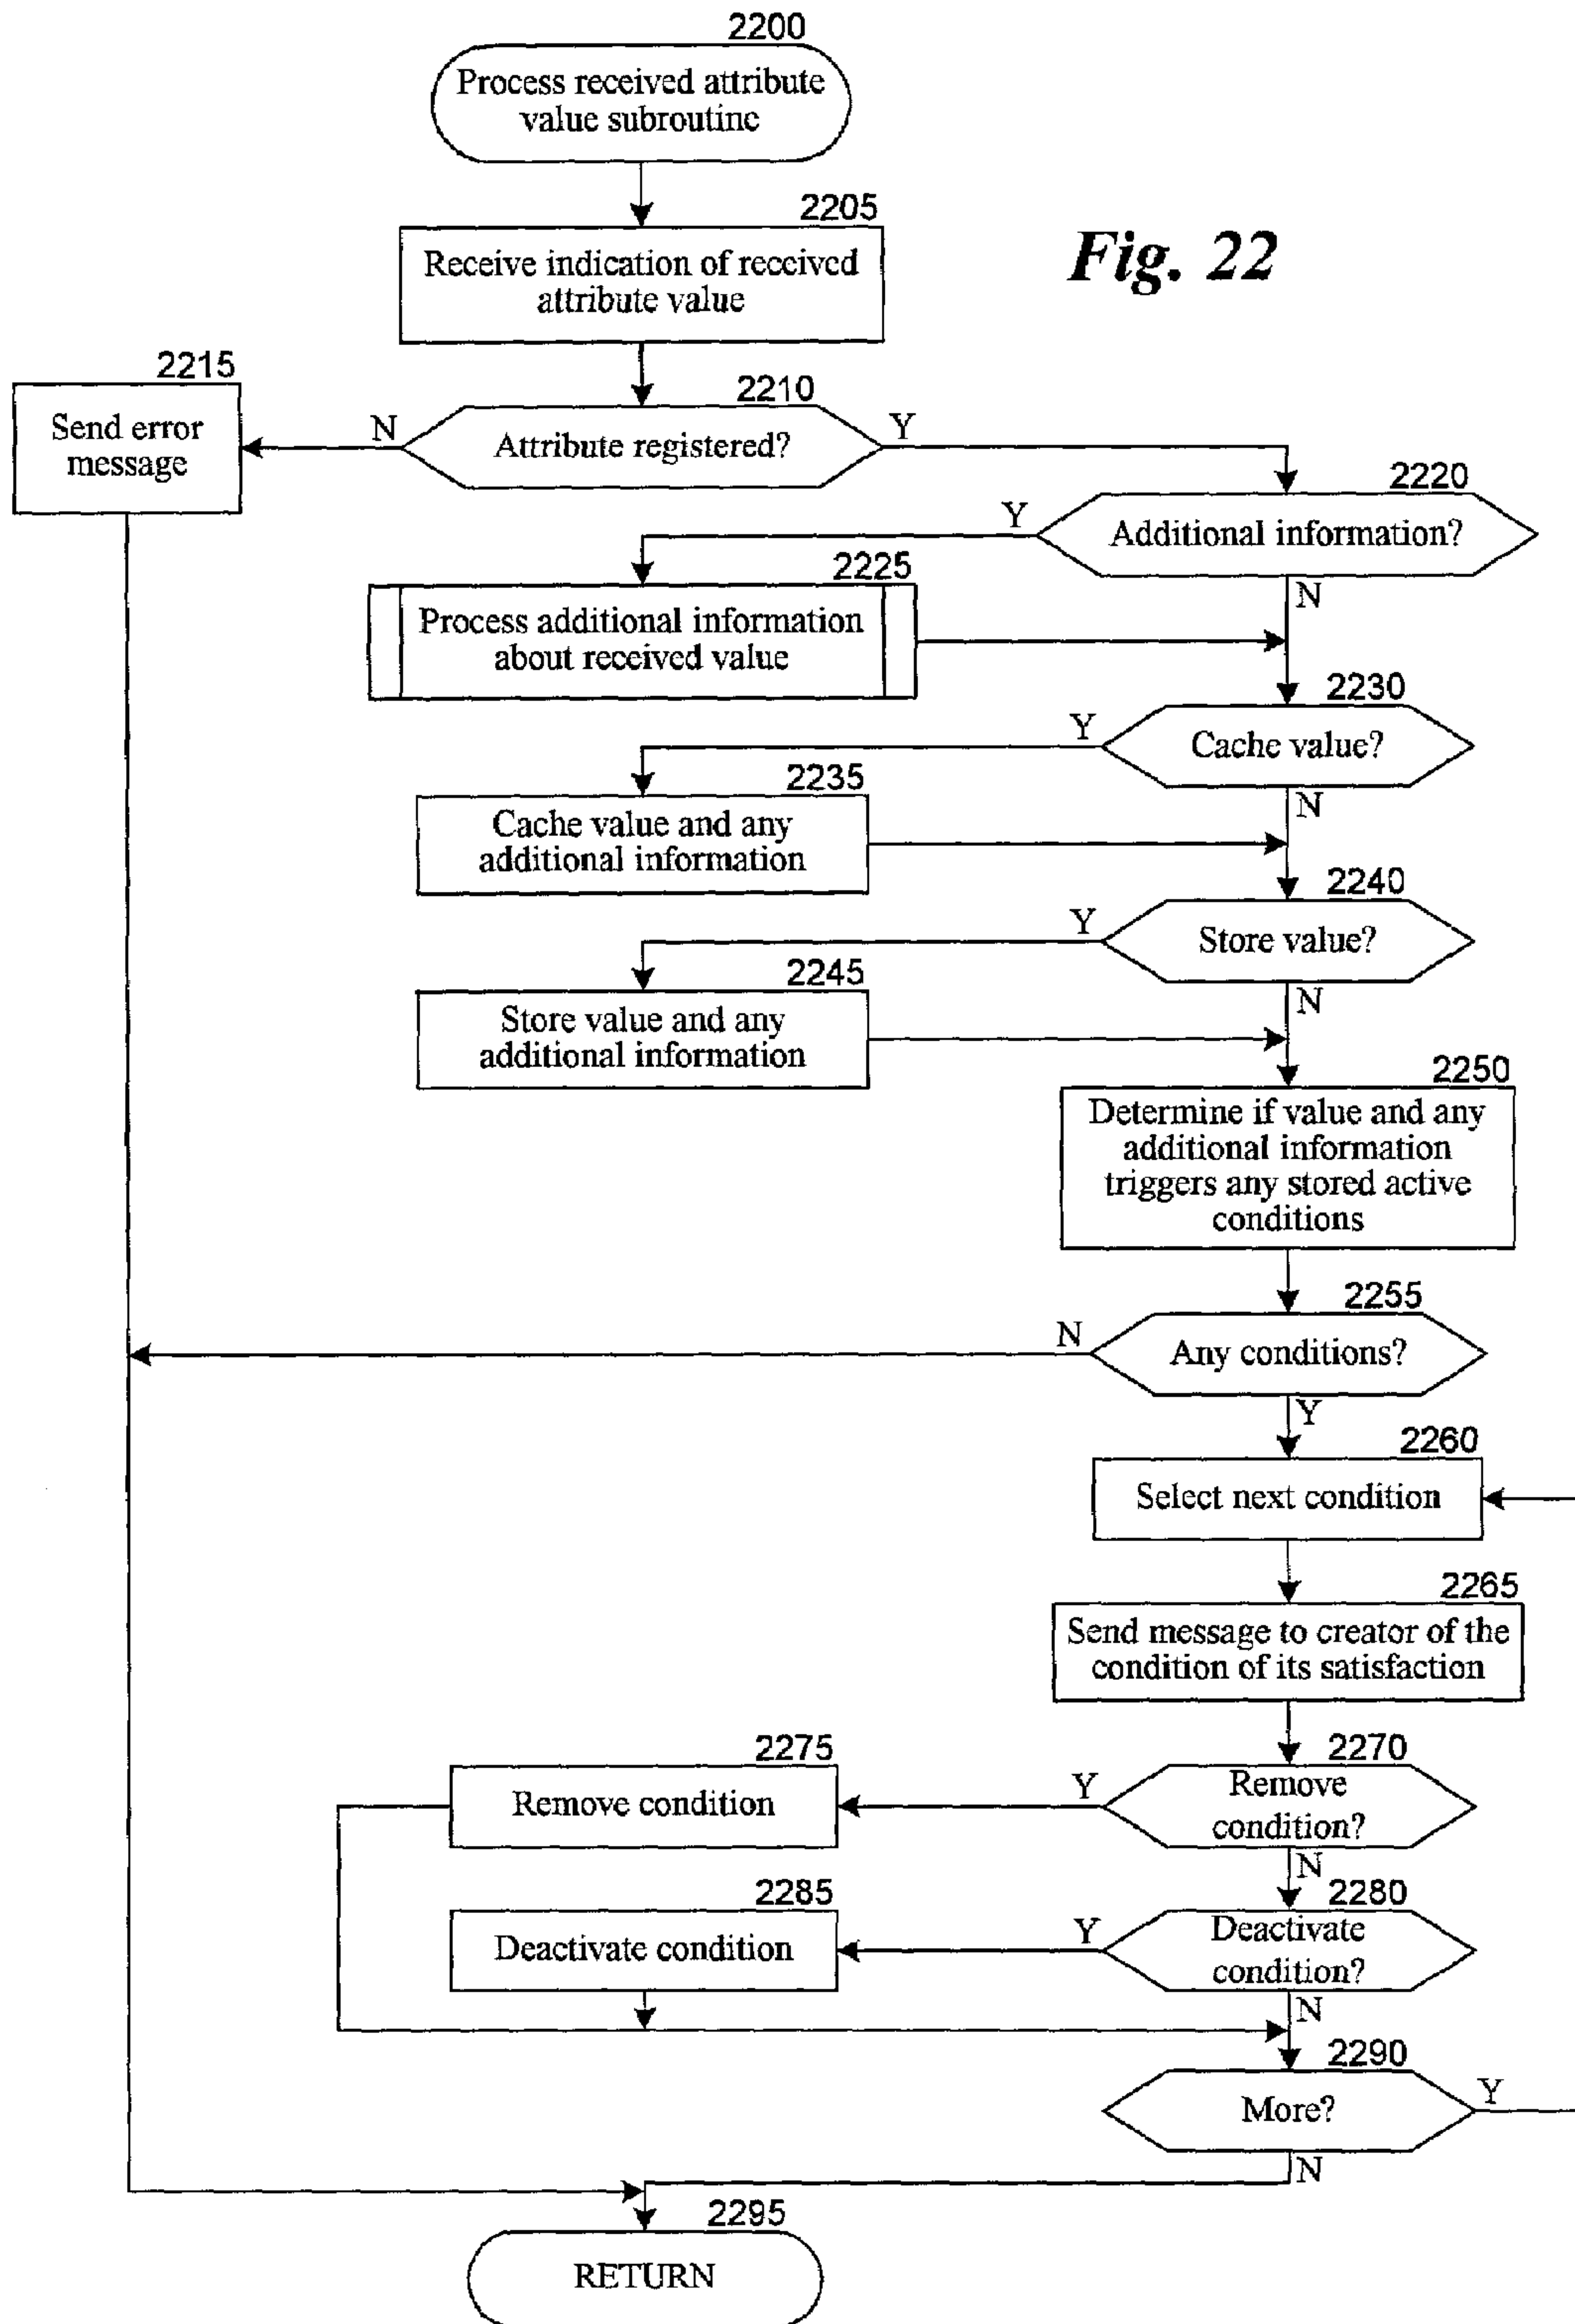 2200
Process received attribute
value subroutine
2205
Receive indication of received
attribute value
Fig. 22
2215
Send error
message
2210
N
Attribute registered?
Y
2220
Y
Additional information?
N
2225
Process additional information
about received value
2230
Y
Cache value?
N
2235
Cache value and any
additional information
2240
Y
Store value?
N
2245
Store value and any
additional information
2250
Determine if value and any
additional information
triggers any stored active
conditions
2255
N
Any conditions?
Y
2260
Select next condition
2265
Send message to creator of the
condition of its satisfaction
2270
Y
Remove
condition?
N
2275
Remove condition
2280
Y
Deactivate
condition?
N
2285
Deactivate condition
2290
More?
Y
N
2295
RETURN